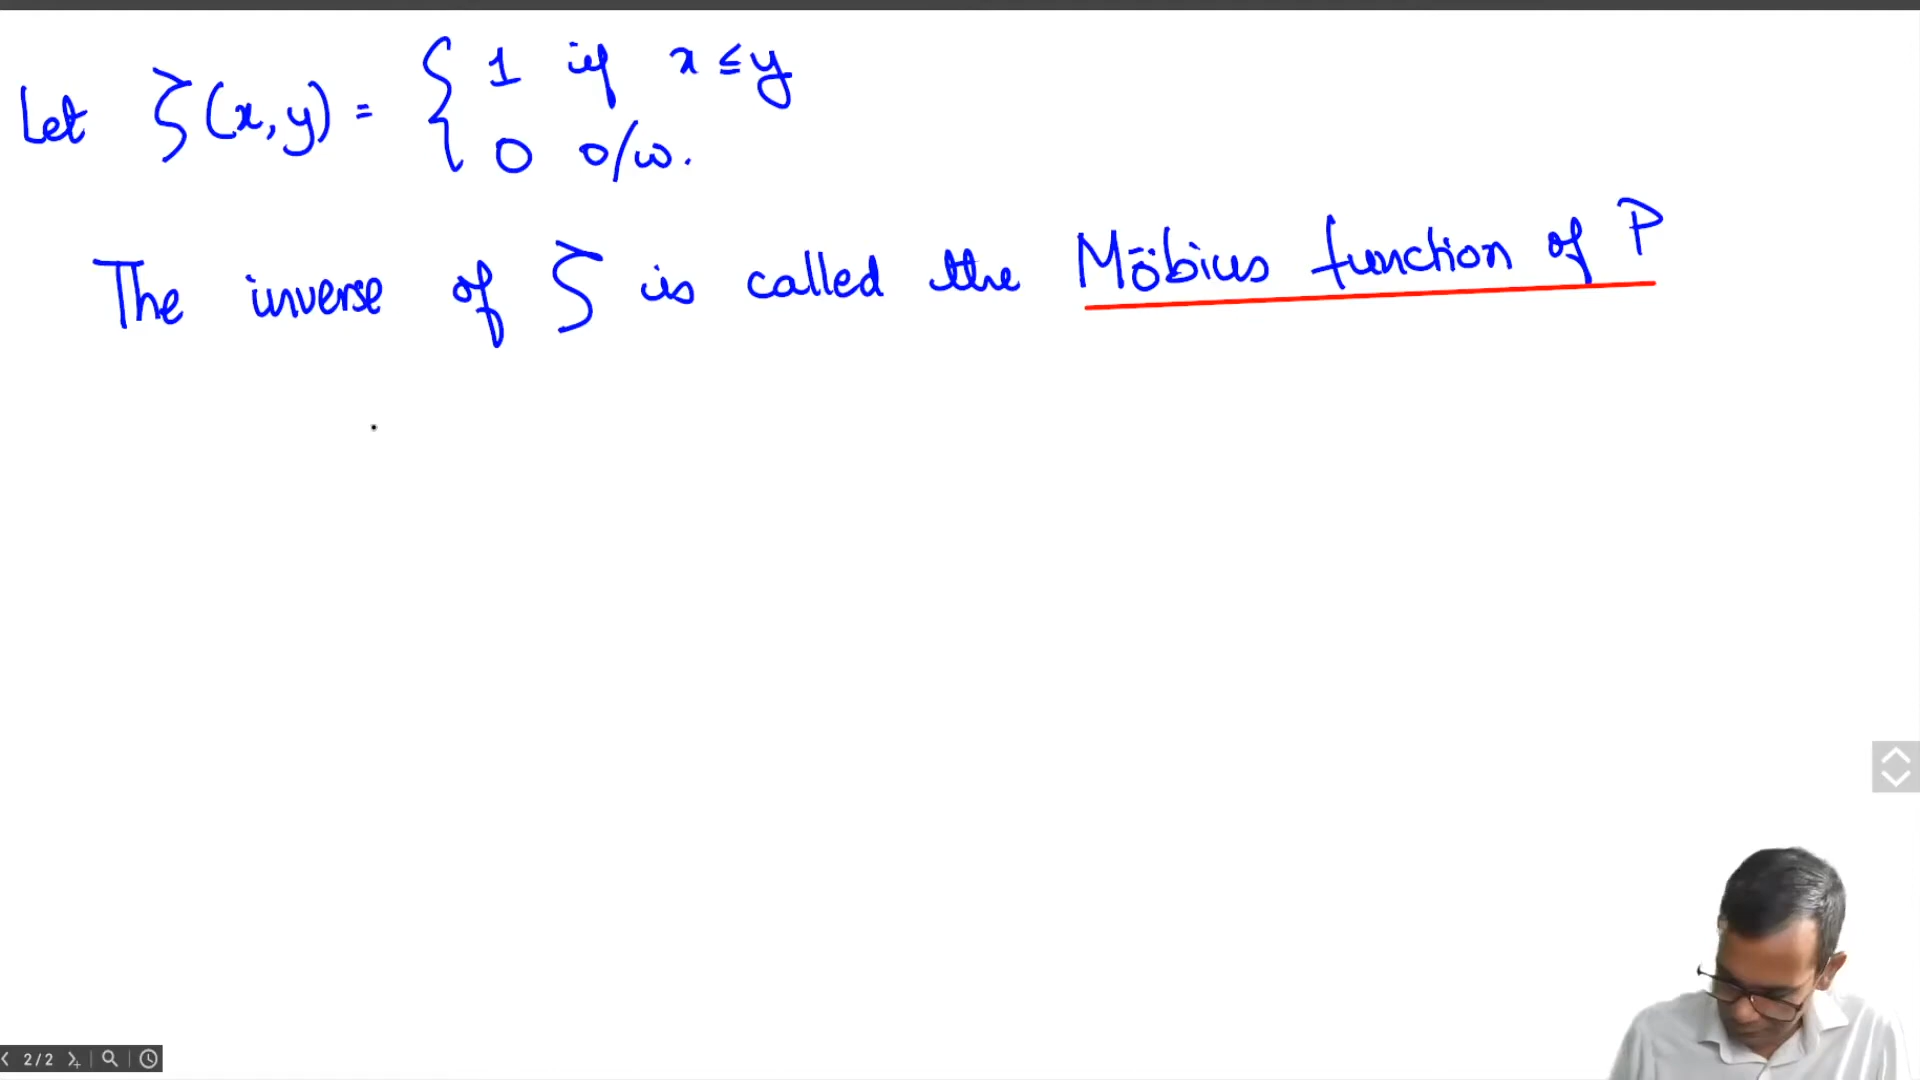 Let ζ(x,y) = { 1 if x ≤ y
0 o/w.
The inverse of ζ is called the Möbius function of P
2/2